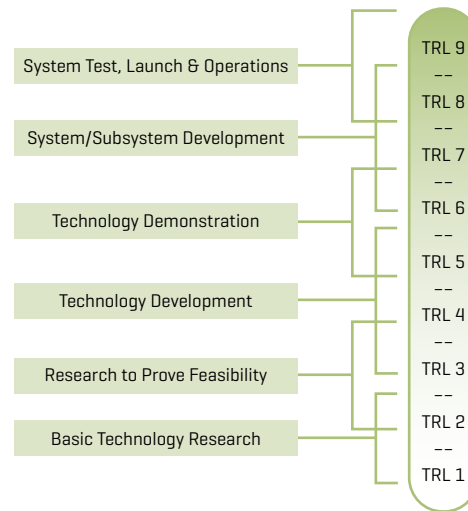 System Test, Launch & Operations
System/Subsystem Development
Technology Demonstration
Technology Development
Research to Prove Feasibility
Basic Technology Research
TRL 9
--
TRL 8
--
TRL 7
--
TRL 6
--
TRL 5
--
TRL 4
--
TRL 3
--
TRL 2
--
TRL 1